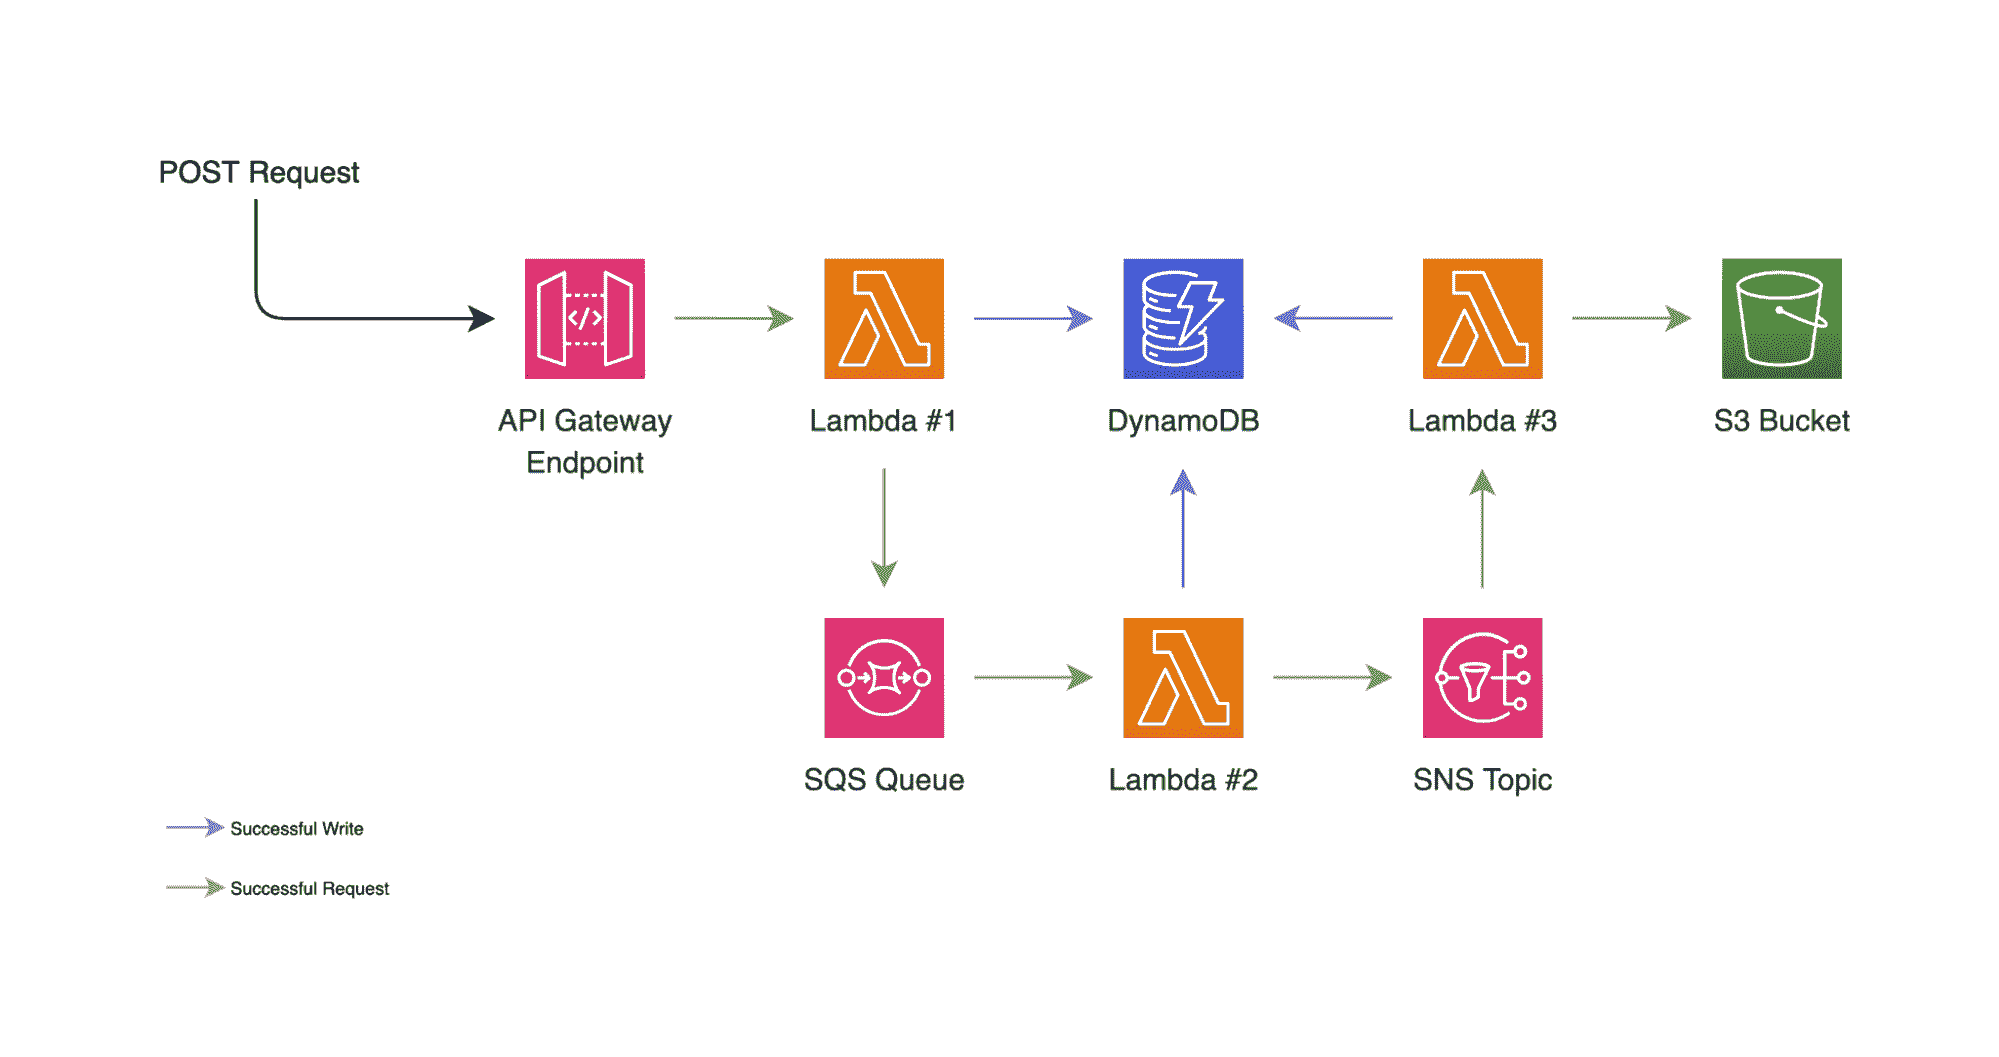 POST Request
API Gateway
Endpoint
Lambda #1
DynamoDB
Lambda #3
S3 Bucket
SQS Queue
Lambda #2
SNS Topic
Successful Write
Successful Request